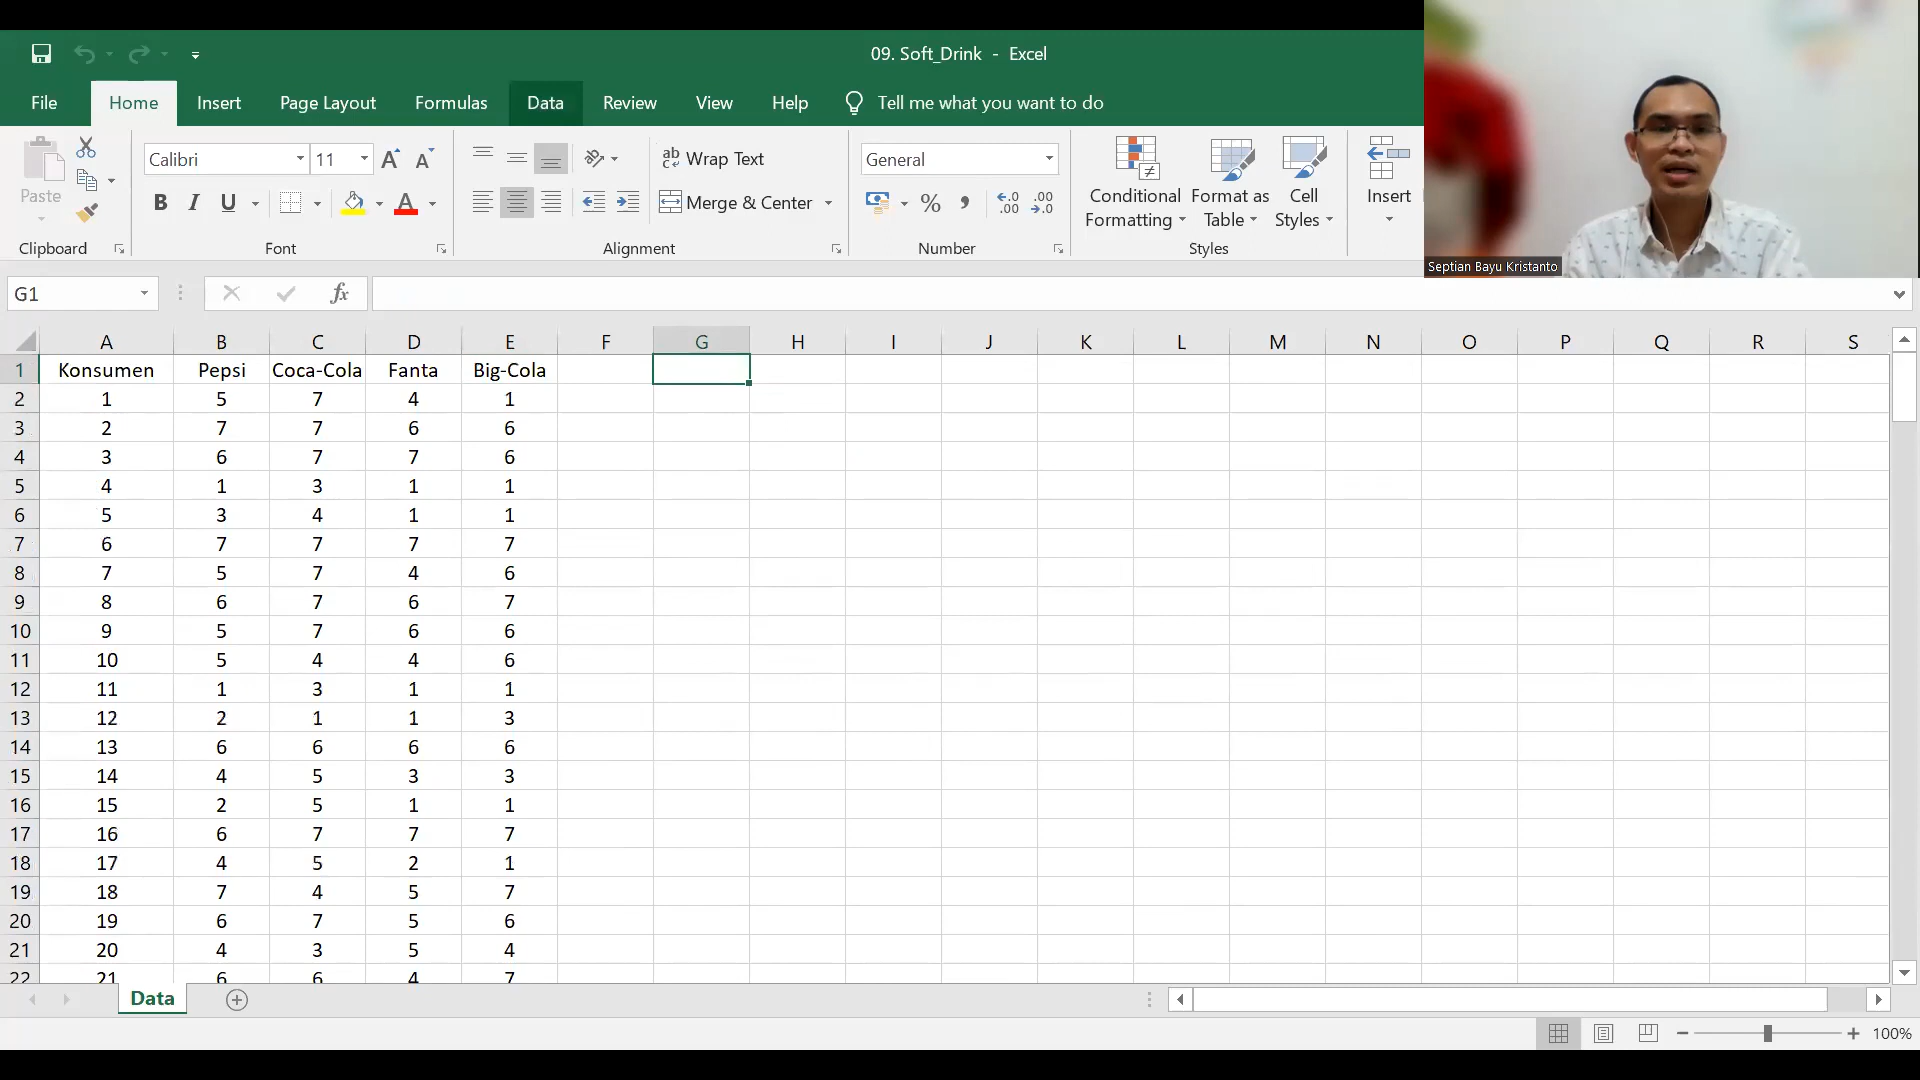 09. Soft_Drink - Excel
File Home Insert Page Layout Formulas Data Review View Help Tell me what you want to do
Calibri 11 Wrap Text General
Paste Conditional Format as Cell Insert
Formatting Table Styles
B I U Merge & Center
Clipboard Font Alignment Number Styles
Septian Bayu Kristanto
G1 fx
A B C D E F G H I J K L M N O P Q R S
1 Konsumen Pepsi Coca-Cola Fanta Big-Cola
2 1 5 7 4 1
3 2 7 7 6 6
4 3 6 7 7 6
5 4 1 3 1 1
6 5 3 4 1 1
7 6 7 7 7 7
8 7 5 7 4 6
9 8 6 7 6 7
10 9 5 7 6 6
11 10 5 4 4 6
12 11 1 3 1 1
13 12 2 1 1 3
14 13 6 6 6 6
15 14 4 5 3 3
16 15 2 5 1 1
17 16 6 7 7 7
18 17 4 5 2 1
19 18 7 4 5 7
20 19 6 7 5 6
21 20 4 3 5 4
22 21 6 6 4 7
Data
100%